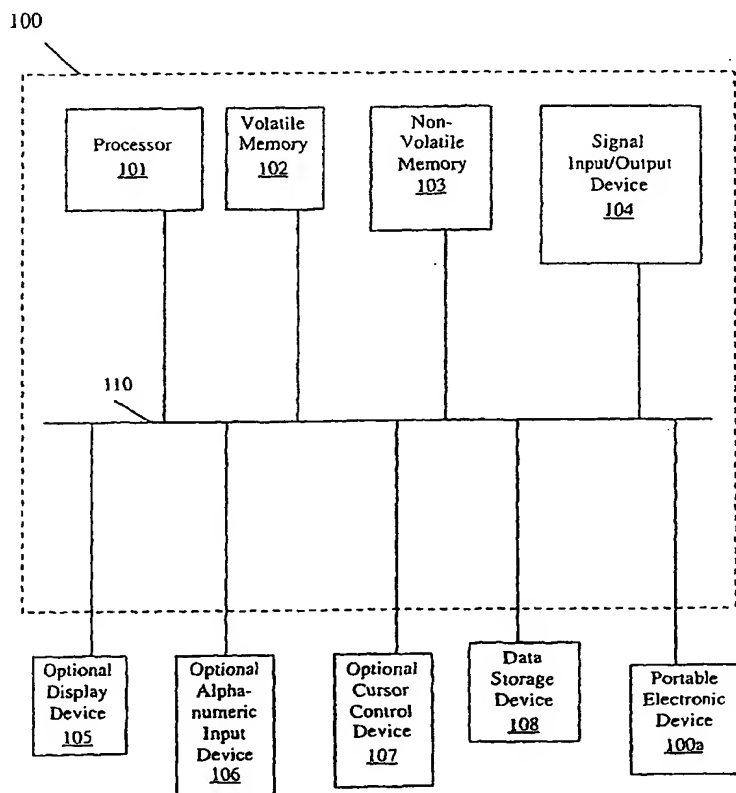 100
Processor
101
Volatile
Memory
102
Non-
Volatile
Memory
103
Signal
Input/Output
Device
104
110
Optional
Display
Device
105
Optional
Alpha-
numeric
Input
Device
106
Optional
Cursor
Control
Device
107
Data
Storage
Device
108
Portable
Electronic
Device
100a